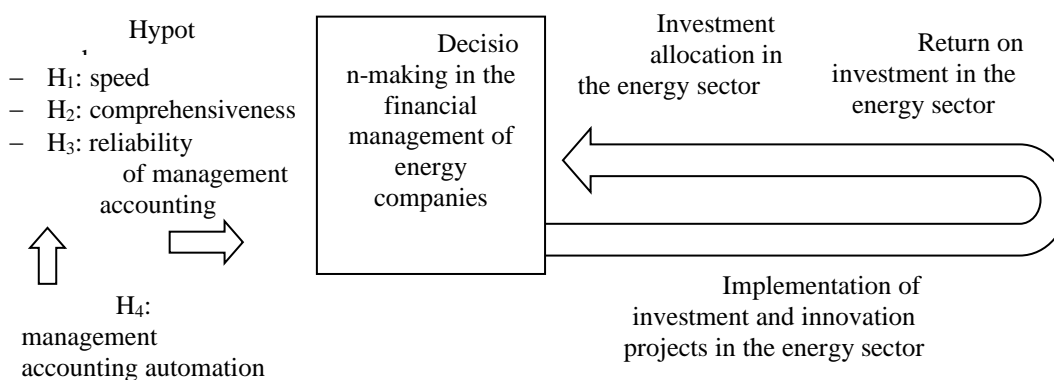 Hypot
– H1: speed
– H2: comprehensiveness
– H3: reliability
of management
accounting
H4:
management
accounting automation
Decisio
n-making in the
financial
management of
energy
companies
Investment
allocation in
the energy sector
Return on
investment in the
energy sector
Implementation of
investment and innovation
projects in the energy sector